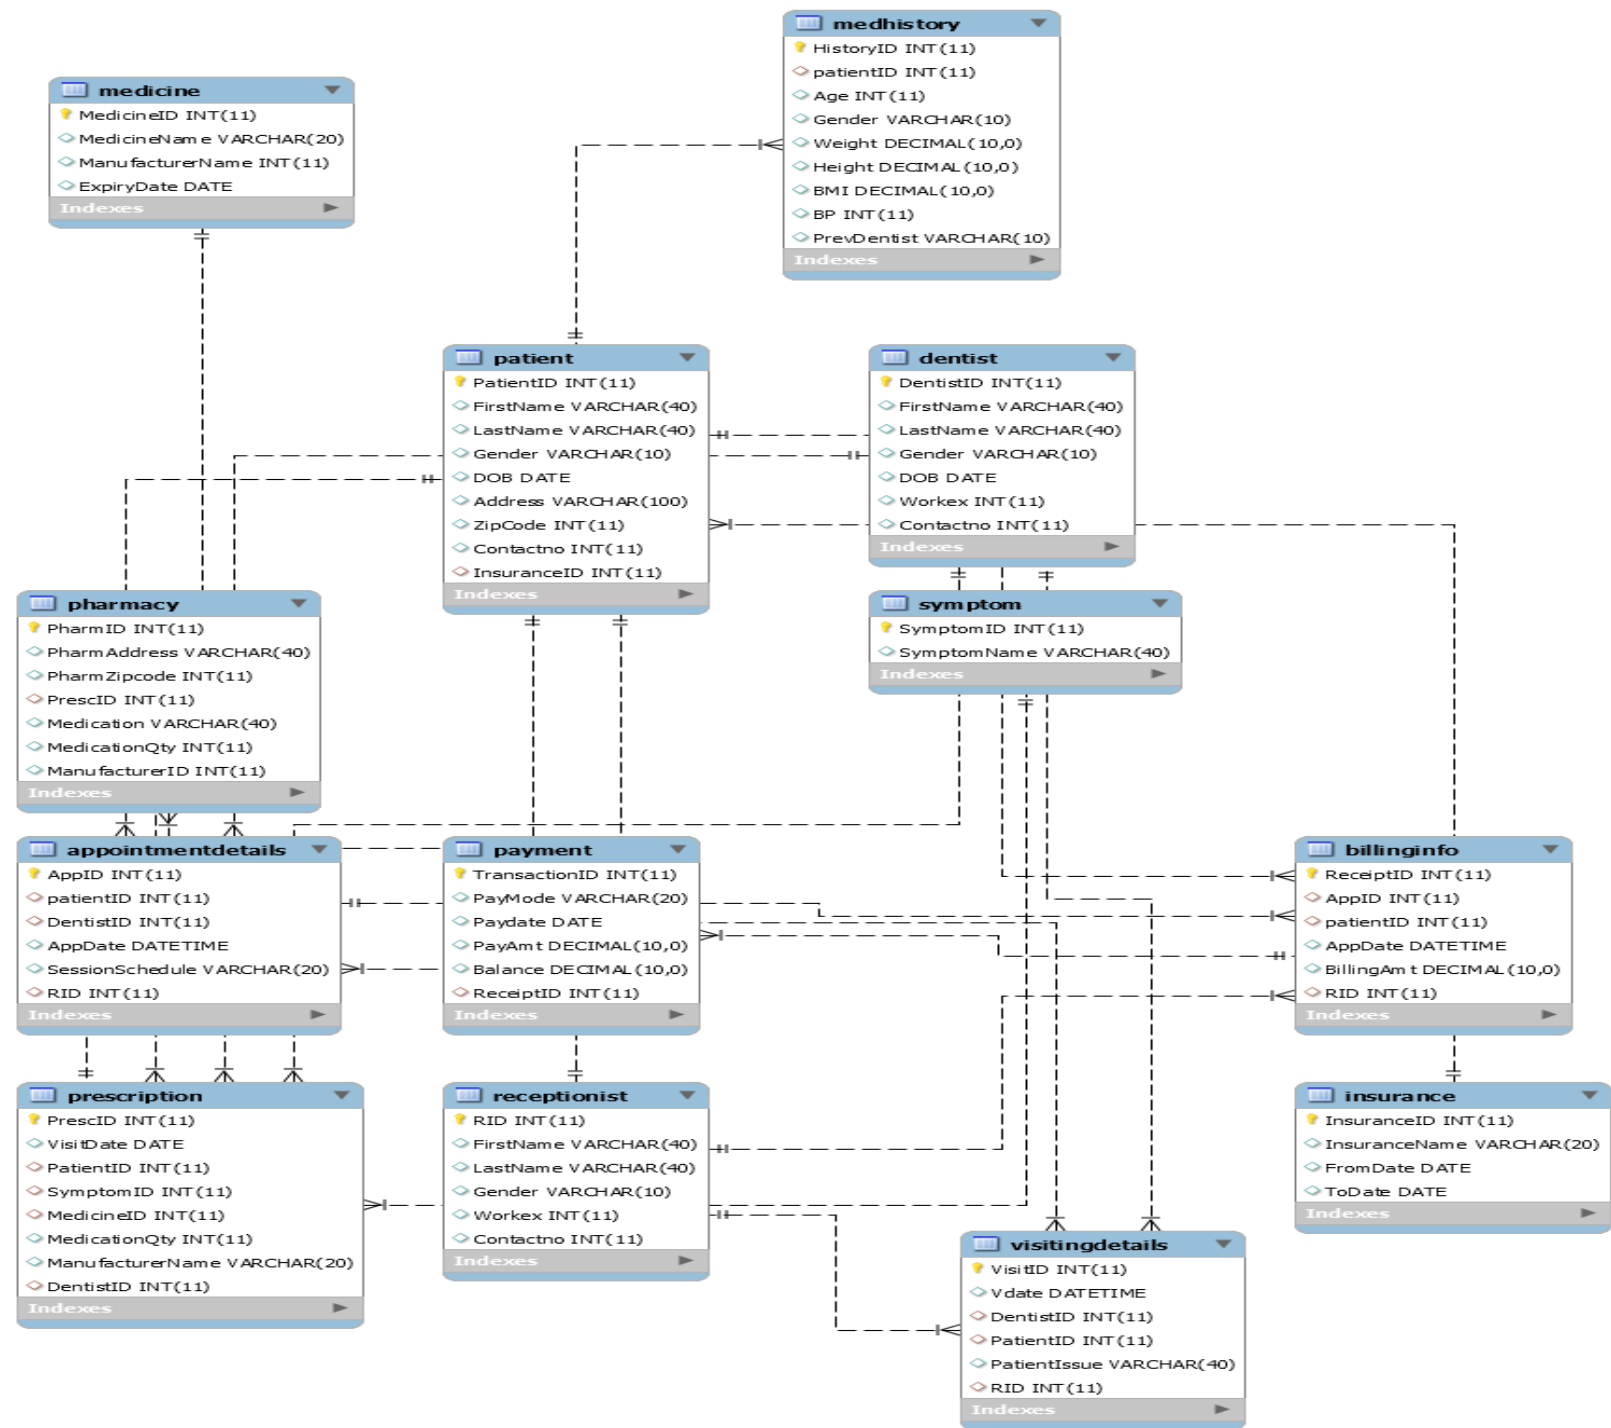 medhistory
HistoryID INT(11)
patientID INT(11)
Age INT(11)
Gender VARCHAR(10)
Weight DECIMAL(10,0)
Height DECIMAL(10,0)
BMI DECIMAL(10,0)
BP INT(11)
PrevDentist VARCHAR(10)
Indexes
medicine
MedicineID INT(11)
MedicineName VARCHAR(20)
ManufacturerName INT(11)
ExpiryDate DATE
Indexes
patient
PatientID INT(11)
FirstName VARCHAR(40)
LastName VARCHAR(40)
Gender VARCHAR(10)
DOB DATE
Address VARCHAR(100)
ZipCode INT(11)
Contactno INT(11)
InsuranceID INT(11)
Indexes
dentist
DentistID INT(11)
FirstName VARCHAR(40)
LastName VARCHAR(40)
Gender VARCHAR(10)
DOB DATE
Workex INT(11)
Contactno INT(11)
Indexes
pharmacy
PharmID INT(11)
PharmAddress VARCHAR(40)
PharmZipcode INT(11)
PrescID INT(11)
Medication VARCHAR(40)
MedicationQty INT(11)
ManufacturerID INT(11)
Indexes
symptom
SymptomID INT(11)
SymptomName VARCHAR(40)
Indexes
appointmentdetails
AppID INT(11)
patientID INT(11)
DentistID INT(11)
AppDate DATETIME
SessionSchedule VARCHAR(20)
RID INT(11)
Indexes
payment
TransactionID INT(11)
PayMode VARCHAR(20)
Paydate DATE
PayAmt DECIMAL(10,0)
Balance DECIMAL(10,0)
ReceiptID INT(11)
Indexes
billinginfo
ReceiptID INT(11)
AppID INT(11)
patientID INT(11)
AppDate DATETIME
BillingAmt DECIMAL(10,0)
RID INT(11)
Indexes
prescription
PrescID INT(11)
VisitDate DATE
PatientID INT(11)
SymptomID INT(11)
MedicineID INT(11)
MedicationQty INT(11)
ManufacturerName VARCHAR(20)
DentistID INT(11)
Indexes
receptionist
RID INT(11)
FirstName VARCHAR(40)
LastName VARCHAR(40)
Gender VARCHAR(10)
Workex INT(11)
Contactno INT(11)
Indexes
insurance
InsuranceID INT(11)
InsuranceName VARCHAR(20)
FromDate DATE
ToDate DATE
Indexes
visitingdetails
VisitID INT(11)
Vdate DATETIME
DentistID INT(11)
PatientID INT(11)
PatientIssue VARCHAR(40)
RID INT(11)
Indexes